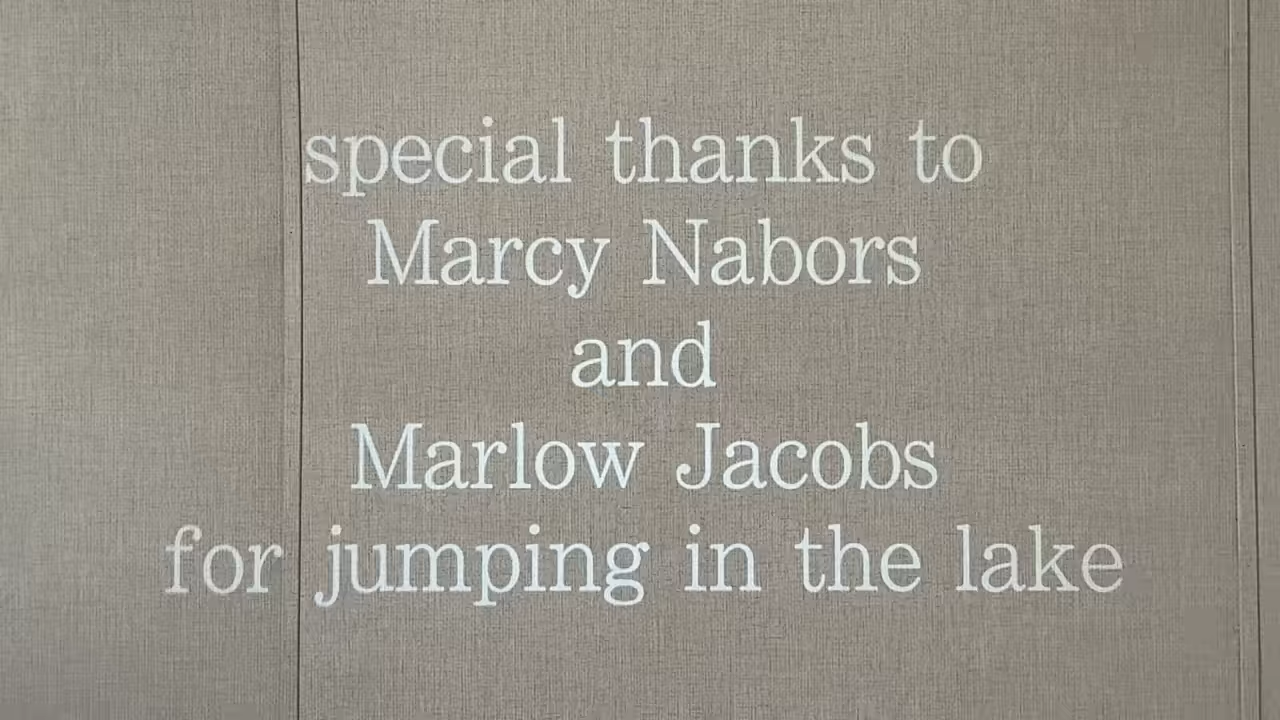 special thanks to
Marcy Nabors
and
Marlow Jacobs
for jumping in the lake